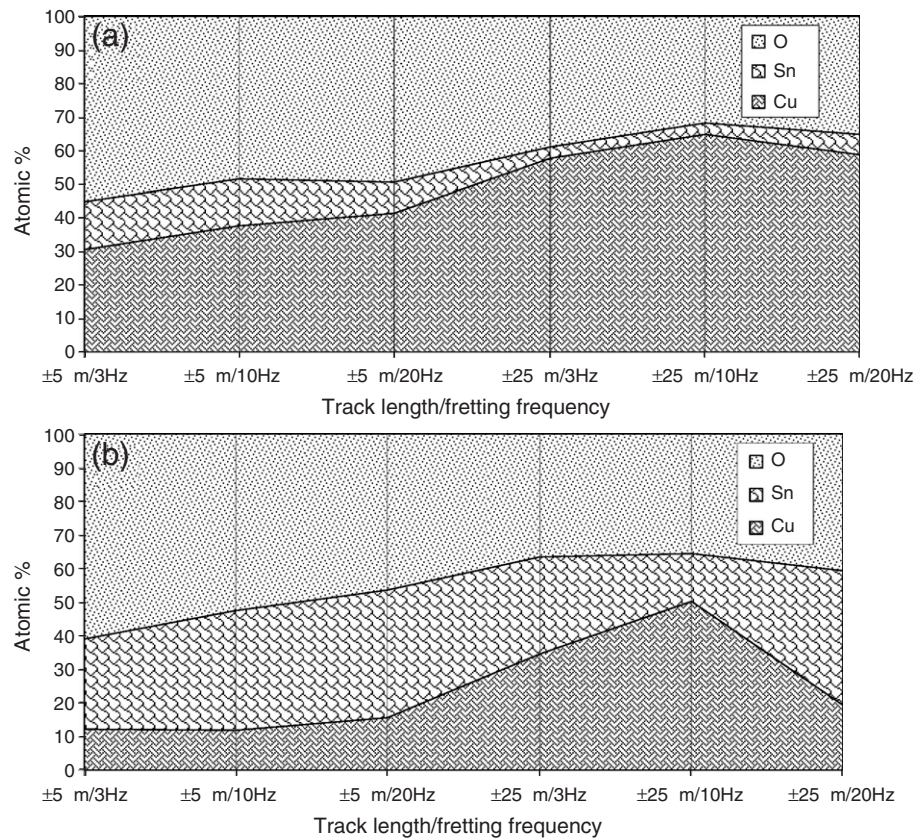 (a)
100
90
80
70
60
50
40
30
20
10
0
Atomic %
O
Sn
Cu
±5 m/3Hz ±5 m/10Hz ±5 m/20Hz ±25 m/3Hz ±25 m/10Hz ±25 m/20Hz
Track length/fretting frequency
(b)
100
90
80
70
60
50
40
30
20
10
0
Atomic %
O
Sn
Cu
±5 m/3Hz ±5 m/10Hz ±5 m/20Hz ±25 m/3Hz ±25 m/10Hz ±25 m/20Hz
Track length/fretting frequency